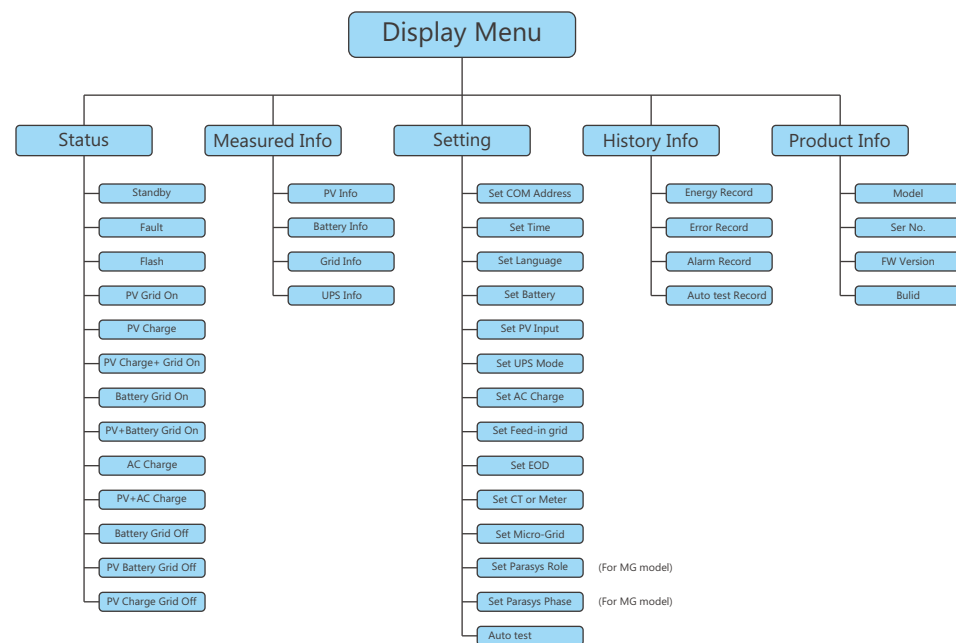 Display Menu
Status
Measured Info
Setting
History Info
Product Info
Standby
Fault
Flash
PV Grid On
PV Charge
PV Charge+ Grid On
Battery Grid On
PV+Battery Grid On
AC Charge
PV+AC Charge
Battery Grid Off
PV Battery Grid Off
PV Charge Grid Off
PV Info
Battery Info
Grid Info
UPS Info
Set COM Address
Set Time
Set Language
Set Battery
Set PV Input
Set UPS Mode
Set AC Charge
Set Feed-in grid
Set EOD
Set CT or Meter
Set Micro-Grid
Set Parasys Role (For MG model)
Set Parasys Phase (For MG model)
Auto test
Energy Record
Error Record
Alarm Record
Auto test Record
Model
Ser No.
FW Version
Bulid